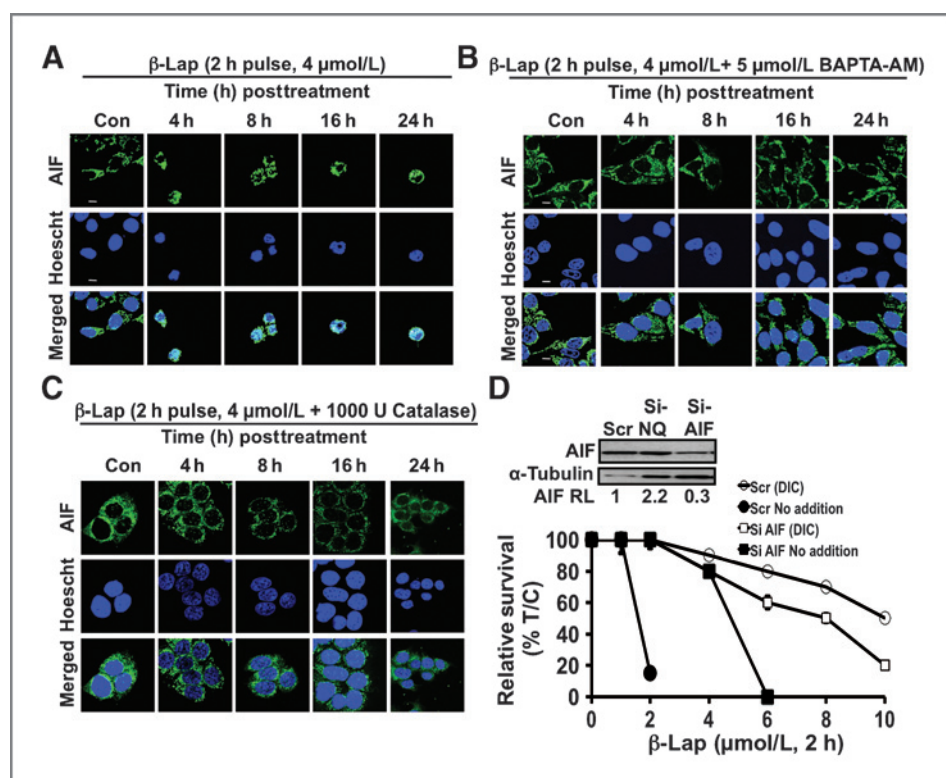 A
β-Lap (2 h pulse, 4 µmol/L)
Time (h) posttreatment
Con 4 h 8 h 16 h 24 h
AIF
Hoescht
Merged
B
β-Lap (2 h pulse, 4 µmol/L+ 5 µmol/L BAPTA-AM)
Time (h) posttreatment
Con 4 h 8 h 16 h 24 h
AIF
Hoescht
Merged
C
β-Lap (2 h pulse, 4 µmol/L + 1000 U Catalase)
Time (h) posttreatment
Con 4 h 8 h 16 h 24 h
AIF
Hoescht
Merged
D
Si- Si-
Scr NQ AIF
AIF
α-Tubulin
AIF RL 1 2.2 0.3
Scr (DIC)
Scr No addition
Si AIF (DIC)
Si AIF No addition
Relative survival
(% T/C)
100
80
60
40
20
0
0 2 4 6 8 10
β-Lap (µmol/L, 2 h)